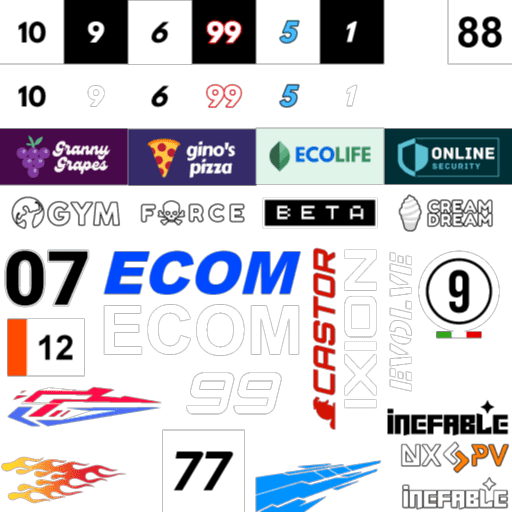 10 9 6 99 5 1 88
10 9 6 99 5 1
Granny Grapes
gino's pizza
ECOLIFE
ONLINE SECURITY
GYM
FORCE
BETA
CREAM DREAM
07
ECOM
ECOM
CASTOR
IXION
EVOLVE
9
12
99
77
INEFABLE
NX
PV
INEFABLE